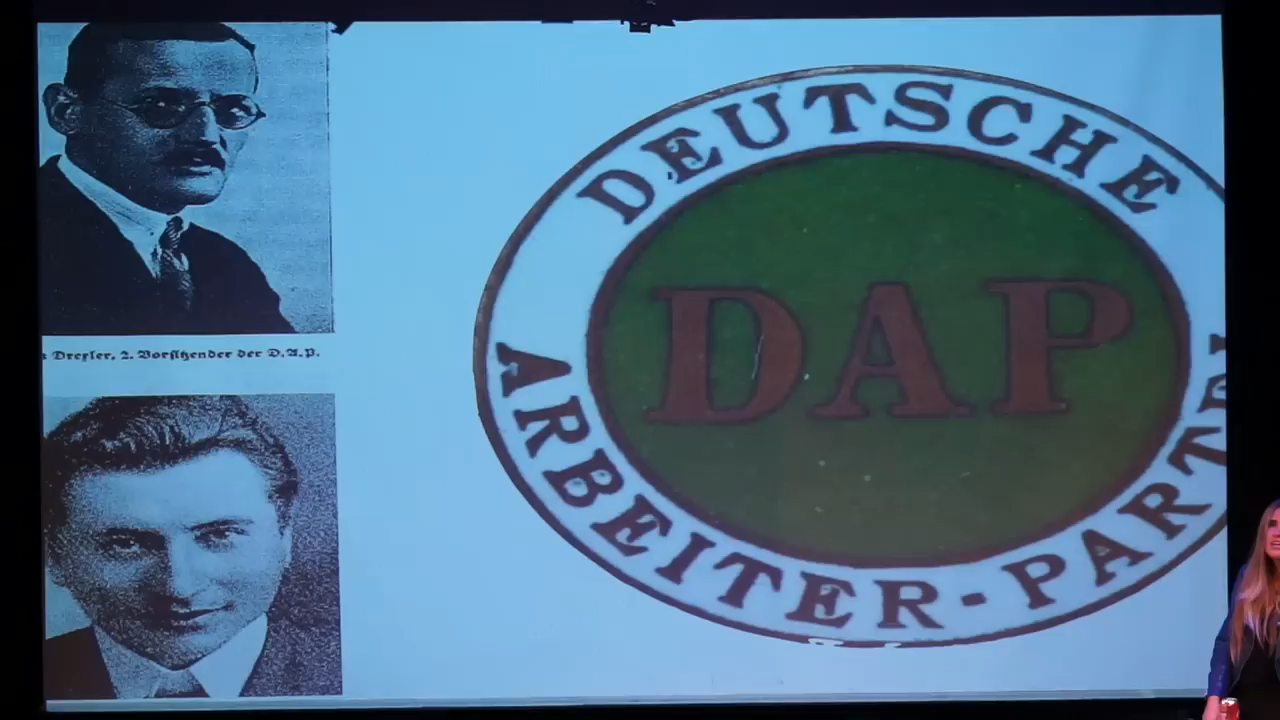 Drexler, 2. Vorsitzender der D.A.P.
DEUTSCHE
DAP
ARBEITER-PARTEI